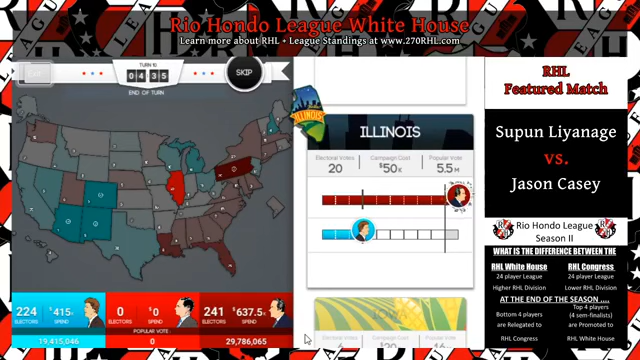 Rio Hondo League White House
Learn more about RHL + League Standings at www.270RHL.com
TURN 10
04:35
SKIP
END OF TURN
ILLINOIS
ILLINOIS
Electoral Votes
Campaign Cost
Popular Vote
20
$50K
5.5M
IOWA
224
ELECTORS
$415K
SPEND
0
ELECTORS
$0
SPEND
241
ELECTORS
$637.5K
SPEND
POPULAR VOTE
19,415,046
0
29,786,065
RHL
Featured Match
Supun Liyanage
vs.
Jason Casey
Rio Hondo League
Season II
WHAT IS THE DIFFERENCE BETWEEN THE
RHL White House
RHL Congress
24 player League
24 player League
Higher RHL Division
Lower RHL Division
AT THE END OF THE SEASON ....
Bottom 4 players
are Relegated to
RHL Congress
Top 4 players
(4 semi-finalists)
are Promoted to
RHL White House